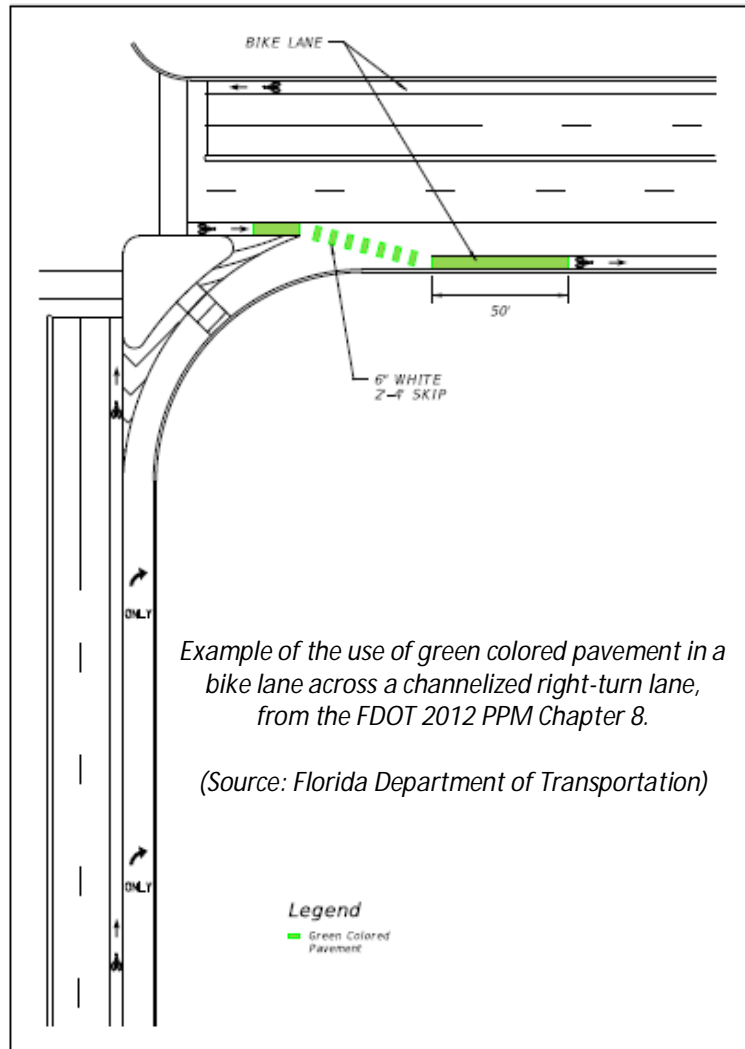 BIKE LANE
50'
6" WHITE
2'-4' SKIP
ONLY
Example of the use of green colored pavement in a
bike lane across a channelized right-turn lane,
from the FDOT 2012 PPM Chapter 8.
(Source: Florida Department of Transportation)
ONLY
Legend
Green Colored
Pavement